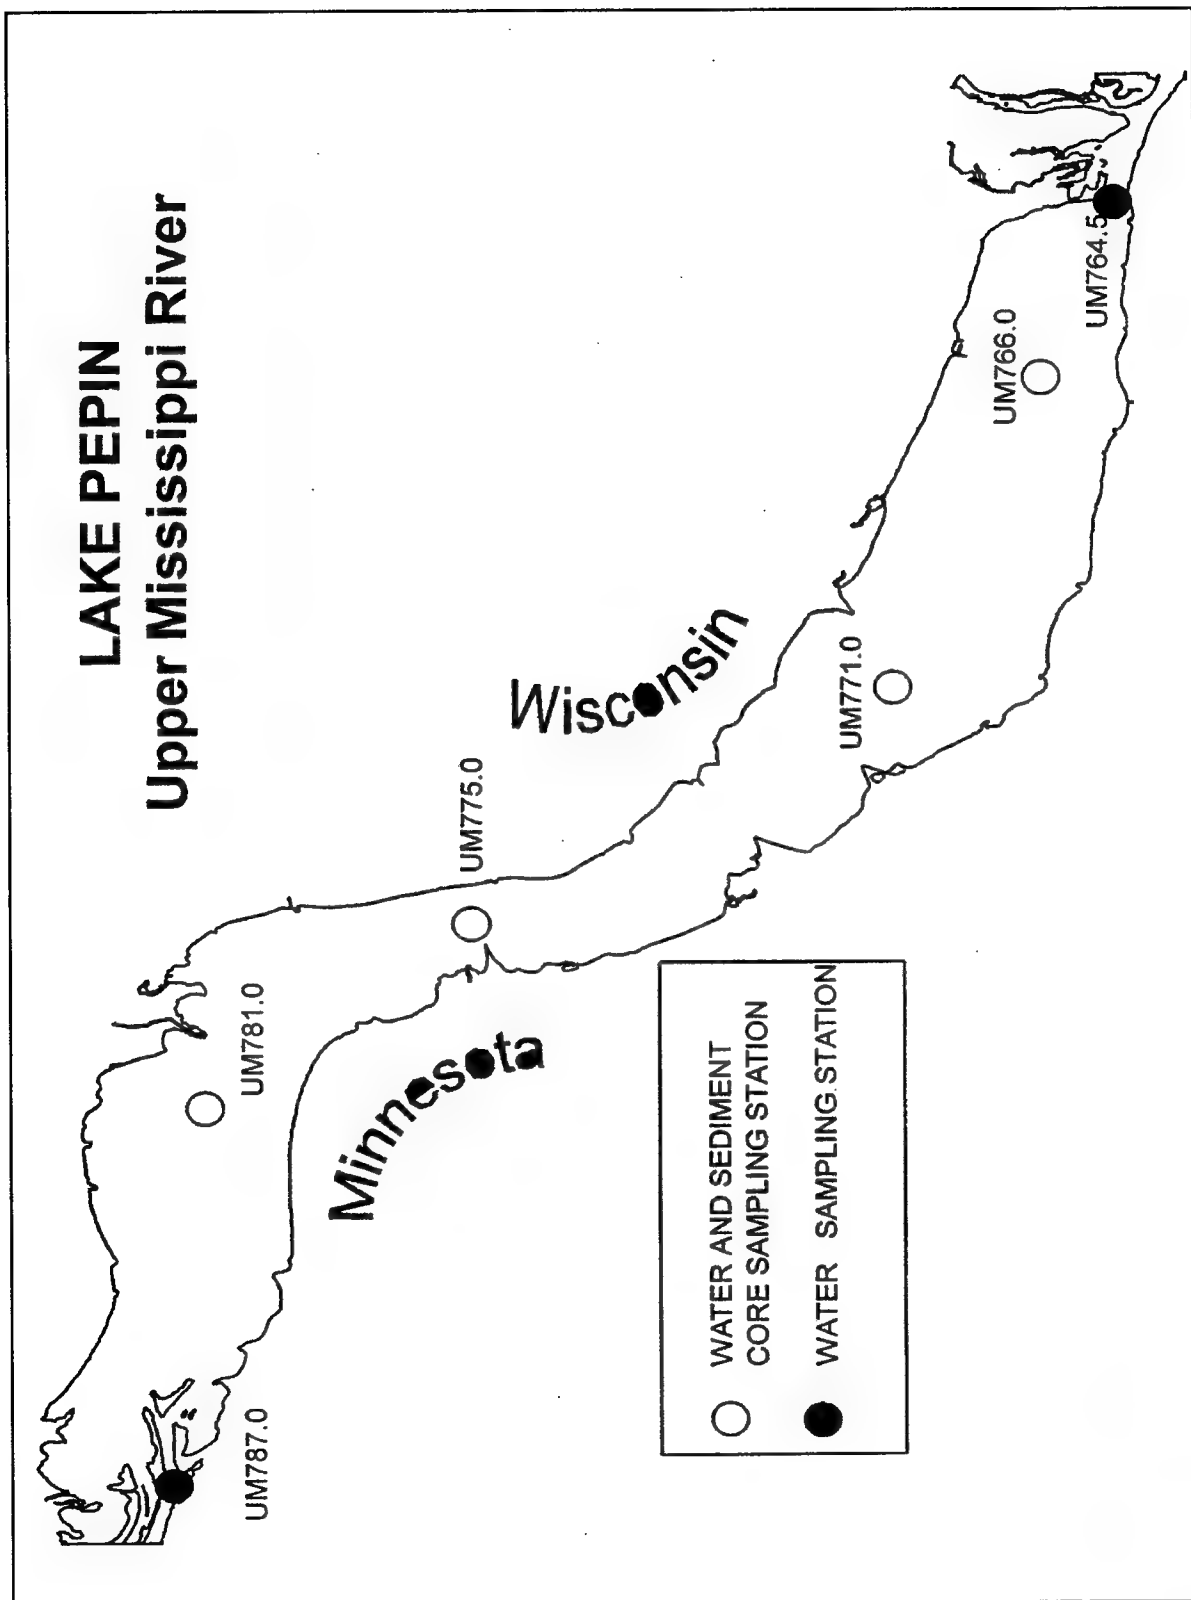 LAKE PEPIN
Upper Mississippi River
UM787.0
UM781.0
UM775.0
UM771.0
UM766.0
UM764.5
Wisconsin
Minnesota
WATER AND SEDIMENT
CORE SAMPLING STATION
WATER SAMPLING STATION